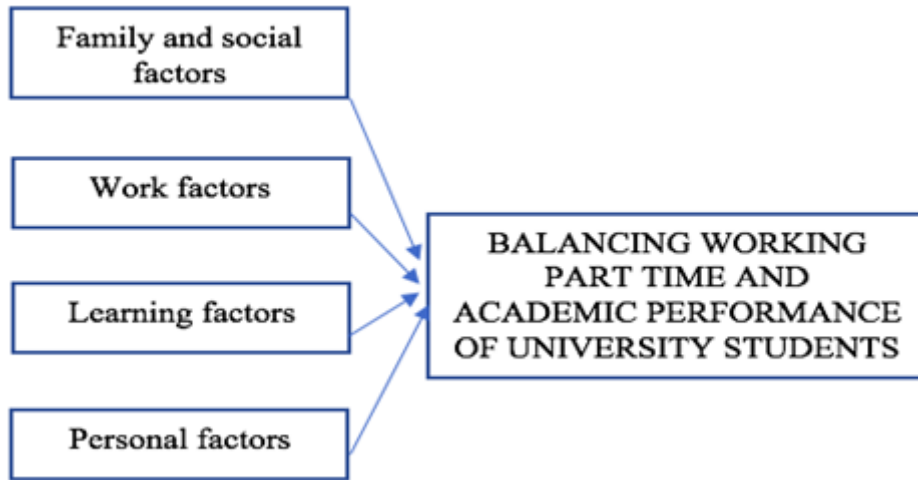 Family and social
factors
Work factors
Learning factors
Personal factors
BALANCING WORKING
PART TIME AND
ACADEMIC PERFORMANCE
OF UNIVERSITY STUDENTS